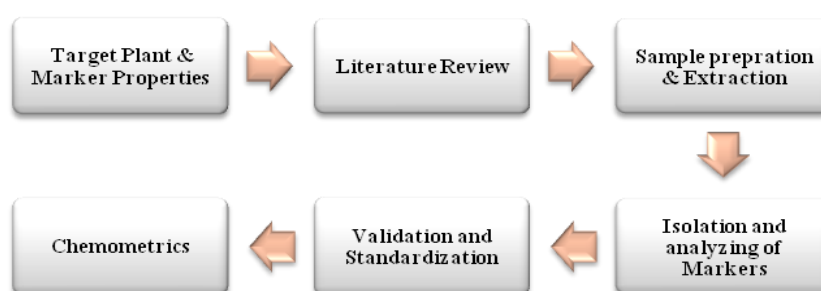 Target Plant &
Marker Properties
Literature Review
Sample prepration
& Extraction
Isolation and
analyzing of
Markers
Validation and
Standardization
Chemometrics